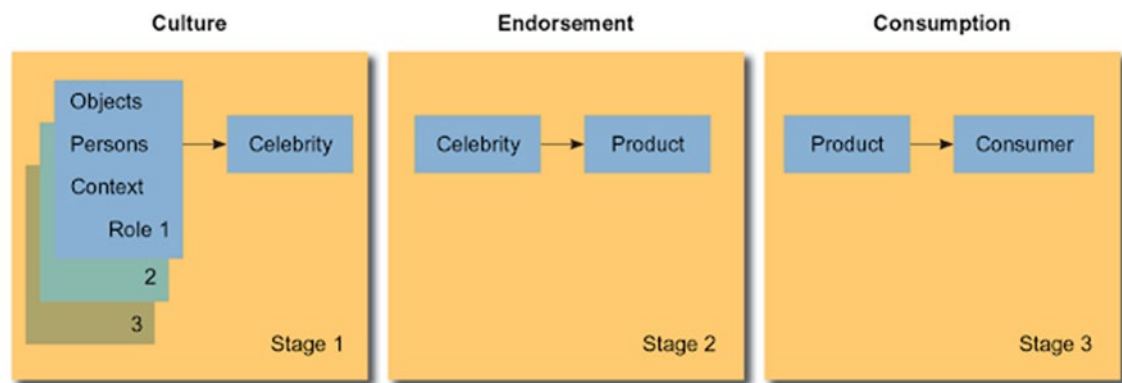 Culture
Endorsement
Consumption
Objects
Persons
Context
Role 1
2
3
Celebrity
Stage 1
Celebrity
Product
Stage 2
Product
Consumer
Stage 3